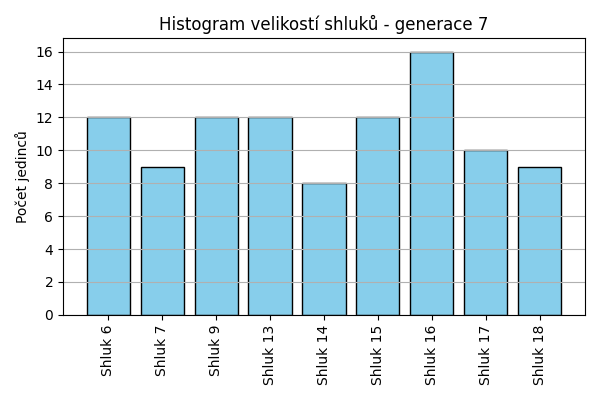 Histogram velikostí shluků - generace 7
Počet jedinců
16
14
12
10
8
6
4
2
0
Shluk 6
Shluk 7
Shluk 9
Shluk 13
Shluk 14
Shluk 15
Shluk 16
Shluk 17
Shluk 18